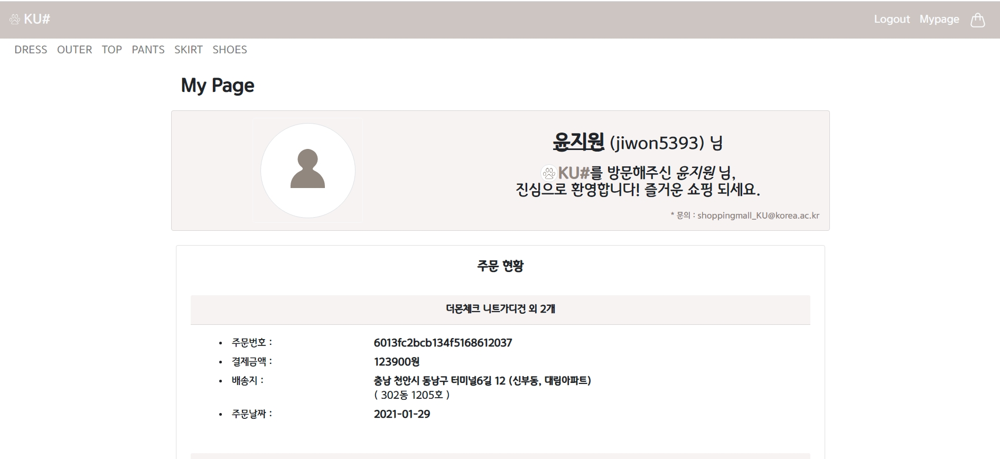 KU#
Logout Mypage
DRESS OUTER TOP PANTS SKIRT SHOES
My Page
윤지원 (jiwon5393) 님
KU#를 방문해주신 윤지원 님,
진심으로 환영합니다! 즐거운 쇼핑 되세요.
* 문의 : shoppingmall_KU@korea.ac.kr
주문 현황
더몬체크 니트가디건 외 2개
• 주문번호 : 6013fc2bcb134f5168612037
• 결제금액 : 123900원
• 배송지 : 충남 천안시 동남구 터미널6길 12 (신부동, 대림아파트)
( 302동 1205호 )
• 주문날짜 : 2021-01-29